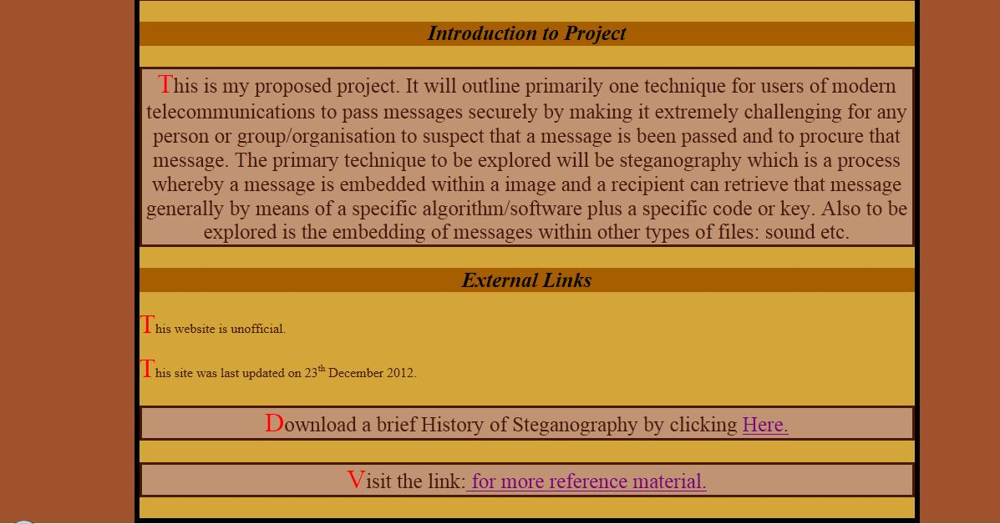 Introduction to Project
This is my proposed project. It will outline primarily one technique for users of modern
telecommunications to pass messages securely by making it extremely challenging for any
person or group/organisation to suspect that a message is been passed and to procure that
message. The primary technique to be explored will be steganography which is a process
whereby a message is embedded within a image and a recipient can retrieve that message
generally by means of a specific algorithm/software plus a specific code or key. Also to be
explored is the embedding of messages within other types of files: sound etc.
External Links
This website is unofficial.
This site was last updated on 23th December 2012.
Download a brief History of Steganography by clicking Here.
Visit the link: for more reference material.